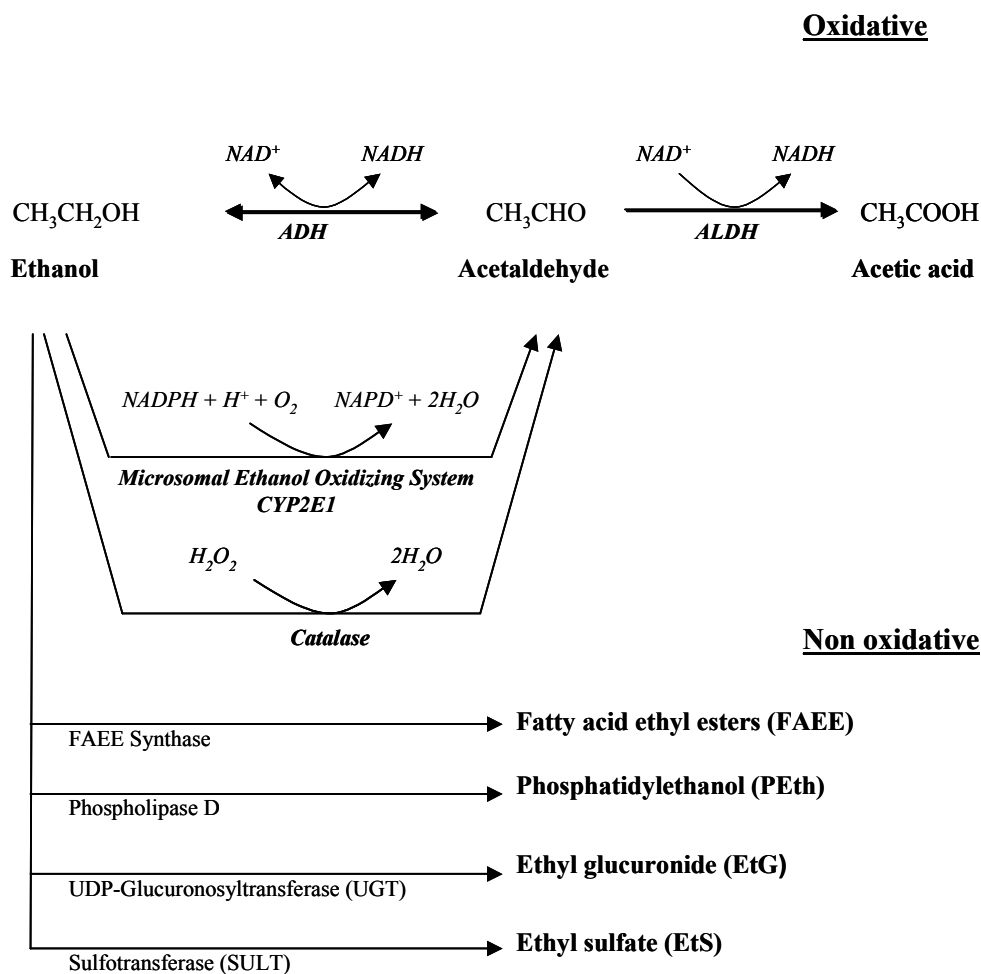 Oxidative
NAD⁺ NADH NAD⁺ NADH
CH₃CH₂OH CH₃CHO CH₃COOH
ADH ALDH
Ethanol Acetaldehyde Acetic acid
NADPH + H⁺ + O₂ NAPD⁺ + 2H₂O
Microsomal Ethanol Oxidizing System
CYP2E1
H₂O₂ 2H₂O
Catalase
Non oxidative
Fatty acid ethyl esters (FAEE)
FAEE Synthase
Phosphatidylethanol (PEth)
Phospholipase D
Ethyl glucuronide (EtG)
UDP-Glucuronosyltransferase (UGT)
Ethyl sulfate (EtS)
Sulfotransferase (SULT)